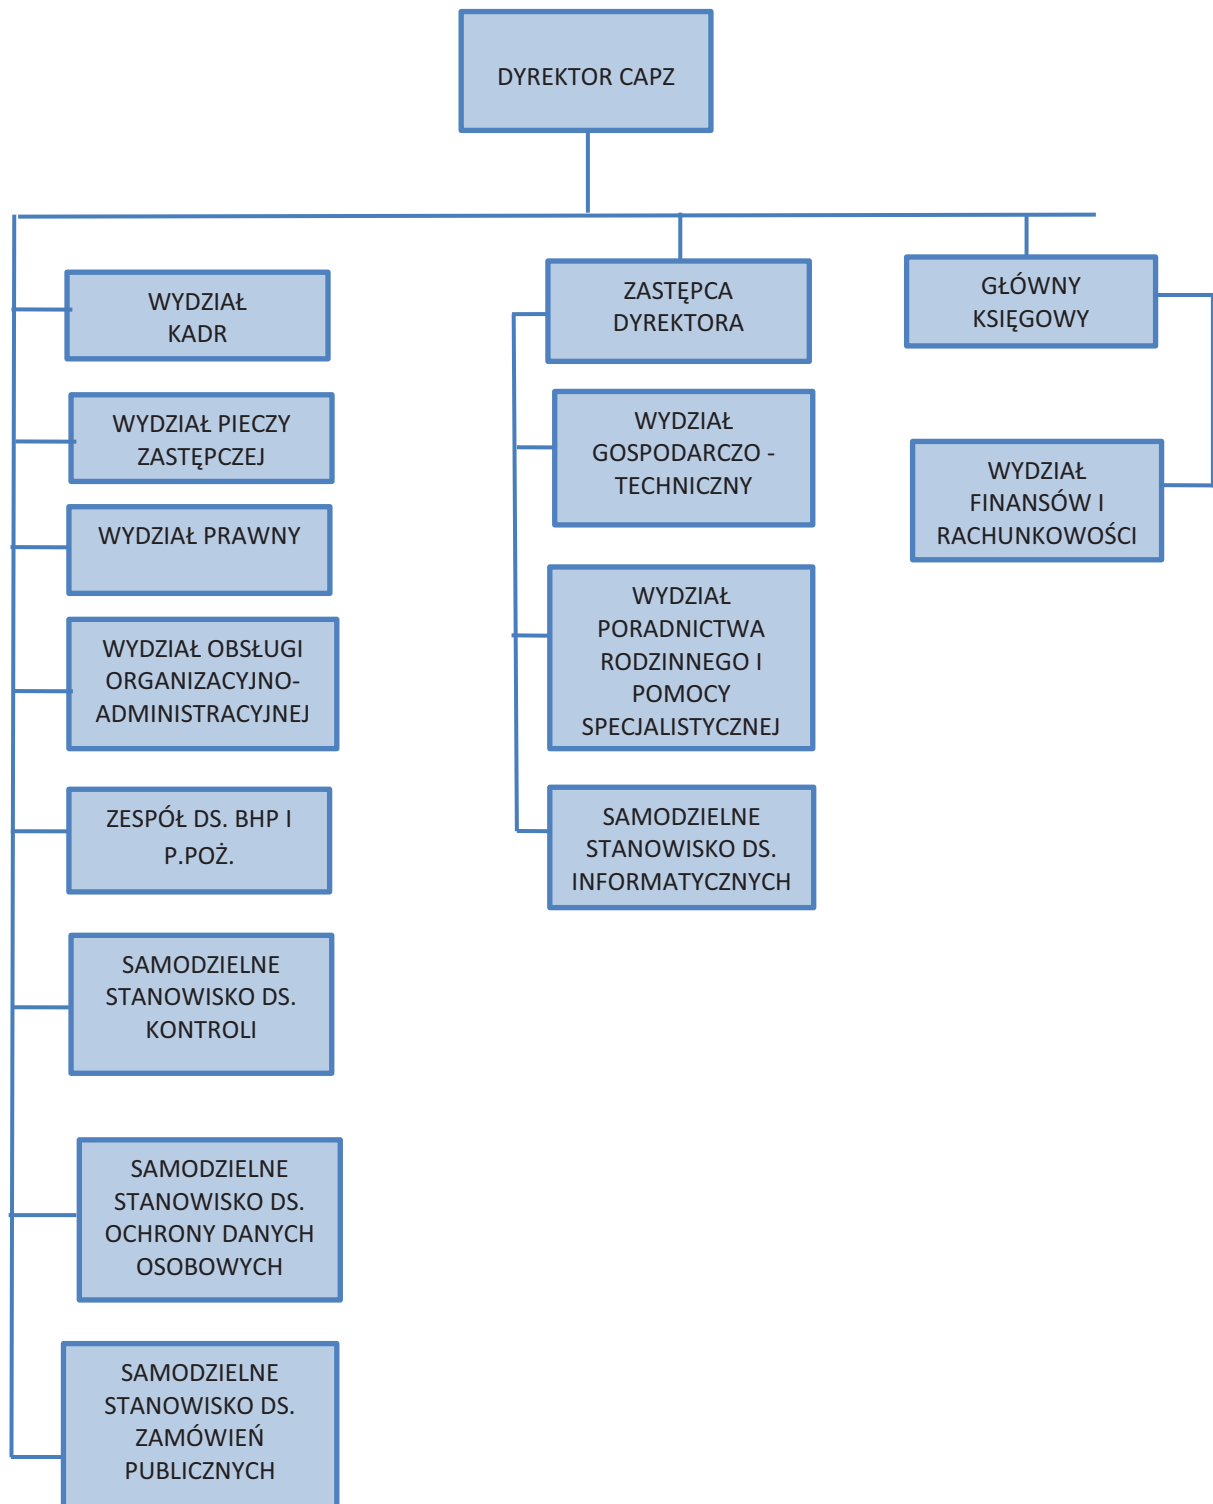 DYREKTOR CAPZ
WYDZIAŁ
KADR
WYDZIAŁ PIECZY
ZASTĘPCZEJ
WYDZIAŁ PRAWNY
WYDZIAŁ OBSŁUGI
ORGANIZACYJNO-
ADMINISTRACYJNEJ
ZESPÓŁ DS. BHP I
P.POŻ.
SAMODZIELNE
STANOWISKO DS.
KONTROLI
SAMODZIELNE
STANOWISKO DS.
OCHRONY DANYCH
OSOBOWYCH
SAMODZIELNE
STANOWISKO DS.
ZAMÓWIEŃ
PUBLICZNYCH
ZASTĘPCA
DYREKTORA
WYDZIAŁ
GOSPODARCZO -
TECHNICZNY
WYDZIAŁ
PORADNICTWA
RODZINNEGO I
POMOCY
SPECJALISTYCZNEJ
SAMODZIELNE
STANOWISKO DS.
INFORMATYCZNYCH
GŁÓWNY
KSIĘGOWY
WYDZIAŁ
FINANSÓW I
RACHUNKOWOŚCI